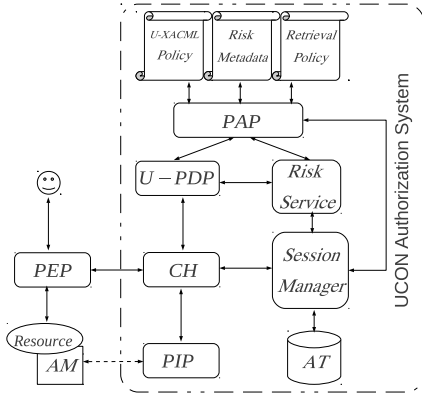 U-XACML
Policy
Risk
Metadata
Retrieval
Policy
PAP
U-PDP
Risk
Service
PEP
CH
Session
Manager
Resource
AM
PIP
AT
UCON Authorization System